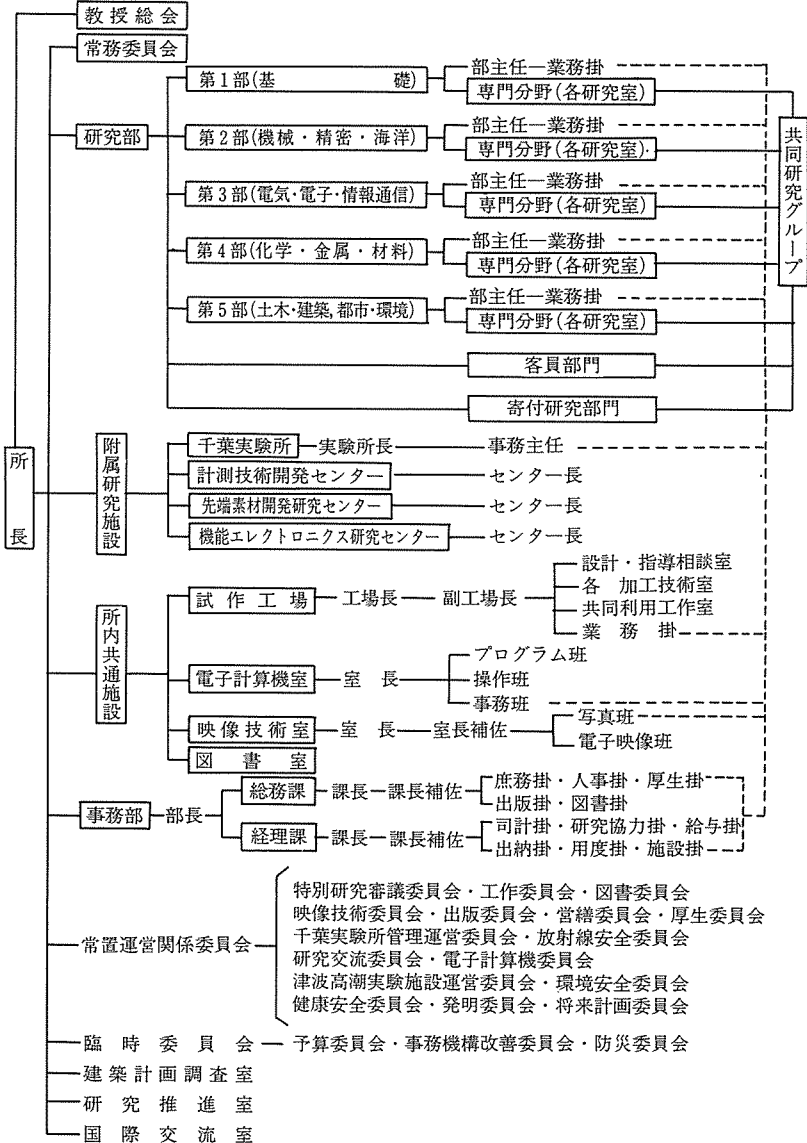 教授総会
常務委員会
第1部(基 礎)
部主任―業務掛
専門分野(各研究室)
研究部
第2部(機械・精密・海洋)
部主任―業務掛
専門分野(各研究室)
共同研究グループ
第3部(電気・電子・情報通信)
部主任―業務掛
専門分野(各研究室)
第4部(化学・金属・材料)
部主任―業務掛
専門分野(各研究室)
第5部(土木・建築,都市・環境)
部主任―業務掛
専門分野(各研究室)
客員部門
寄付研究部門
所長
附属研究施設
千葉実験所 実験所長 事務主任
計測技術開発センター センター長
先端素材開発研究センター センター長
機能エレクトロニクス研究センター センター長
所内共通施設
試作工場 工場長 副工場長
設計・指導相談室
各 加工技術室
共同利用工作室
業務掛
電子計算機室 室長
プログラム班
操作班
事務班
映像技術室 室長 室長補佐
写真班
電子映像班
図書室
事務部 部長
総務課 課長 課長補佐
庶務掛・人事掛・厚生掛
出版掛・図書掛
経理課 課長 課長補佐
司計掛・研究協力掛・給与掛
出納掛・用度掛・施設掛
常置運営関係委員会
特別研究審議委員会・工作委員会・図書委員会
映像技術委員会・出版委員会・営繕委員会・厚生委員会
千葉実験所管理運営委員会・放射線安全委員会
研究交流委員会・電子計算機委員会
津波高潮実験施設運営委員会・環境安全委員会
健康安全委員会・発明委員会・将来計画委員会
臨時委員会 予算委員会・事務機構改善委員会・防災委員会
建築計画調査室
研究推進室
国際交流室